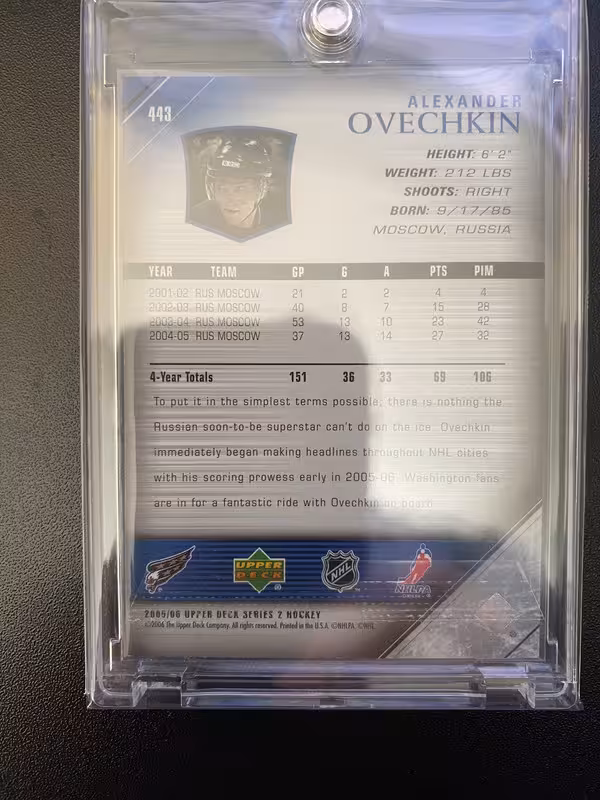 443
ALEXANDER
OVECHKIN
HEIGHT: 6' 2"
WEIGHT: 212 LBS
SHOOTS: RIGHT
BORN: 9/17/85
MOSCOW, RUSSIA
YEAR TEAM GP G A PTS PIM
2001-02 RUS MOSCOW 21 2 2 4 4
2002-03 RUS MOSCOW 40 8 7 15 28
2003-04 RUS MOSCOW 53 13 10 23 42
2004-05 RUS MOSCOW 37 13 14 27 32
4-Year Totals 151 36 33 69 106
To put it in the simplest terms possible; there is nothing the
Russian soon-to-be superstar can't do on the ice. Ovechkin
immediately began making headlines throughout NHL cities
with his scoring prowess early in 2005-06. Washington fans
are in for a fantastic ride with Ovechkin on board.
UPPER
DECK
NHL
NHLPA
2005/06 UPPER DECK SERIES 2 HOCKEY
©2006 The Upper Deck Company. All rights reserved. Printed in the U.S.A. ©NHLPA. ©NHL.